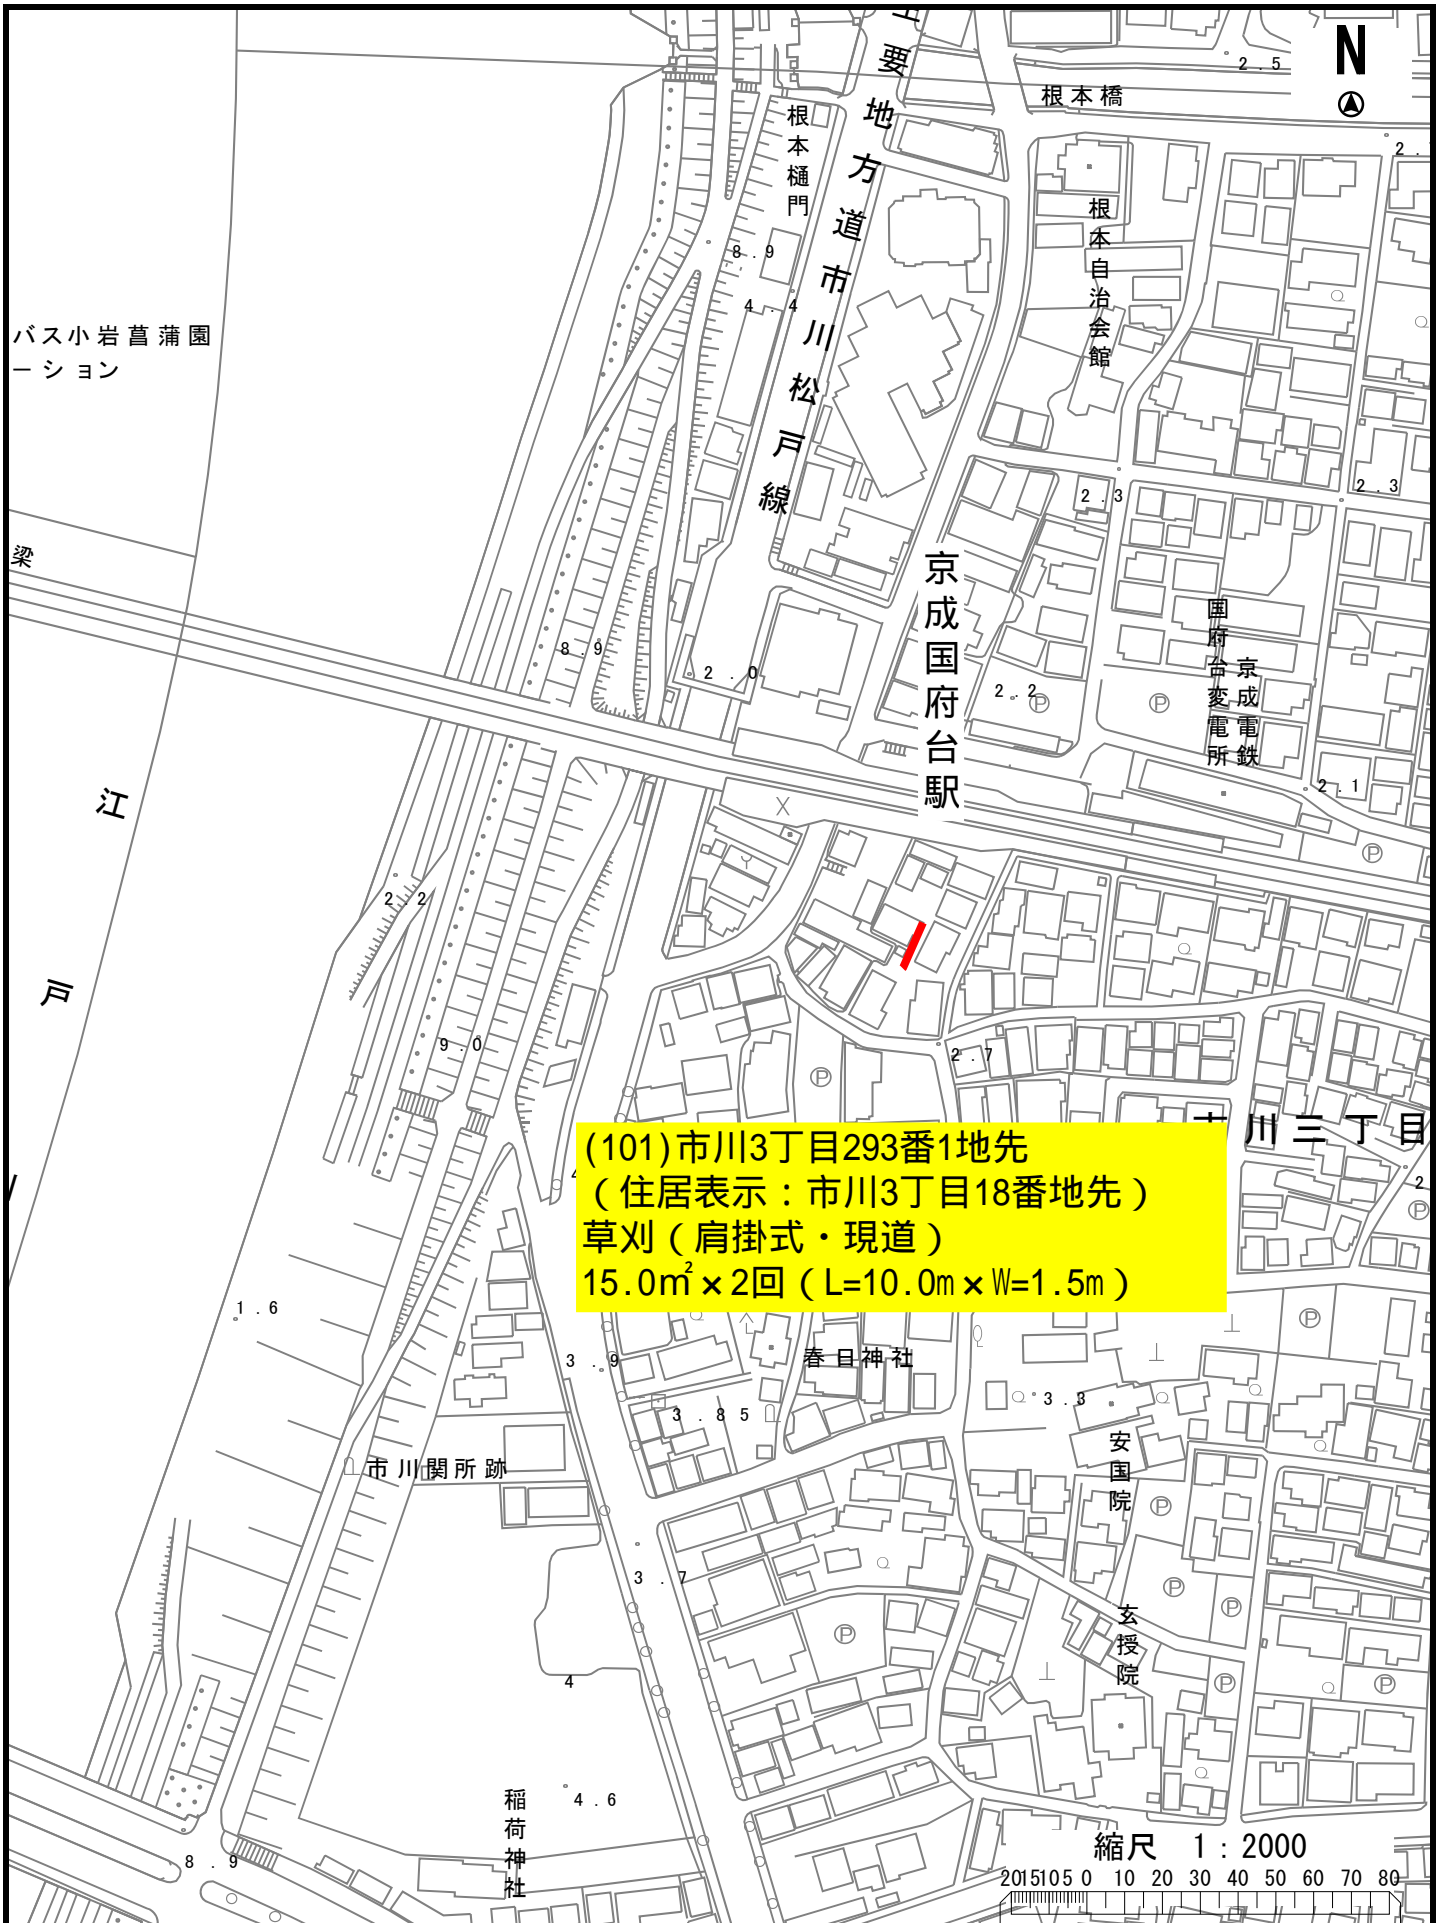 要地方道市川松戸線
N
2.5
根本橋
根本樋門
8.9
4.4
根本自治会館
バス小岩菖蒲園
ーション
梁
2.3
2.3
京成国府台駅
8.9
2.0
2.2
P
P
京成電鉄
国府台変電所
2.1
P
江
戸
2.2
9.0
2.7
P
川三丁目
(101)市川3丁目293番1地先
（住居表示：市川3丁目18番地先）
草刈（肩掛式・現道）
15.0㎡×2回（L=10.0m×W=1.5m）
P
P
1.6
3.9
春日神社
3.85
3.3
市川関所跡
安国院
P
3.7
P
P
P
玄授院
P
P
4
4.6
稲荷神社
8.9
縮尺　1：2000
20 15 10 5 0 10 20 30 40 50 60 70 80